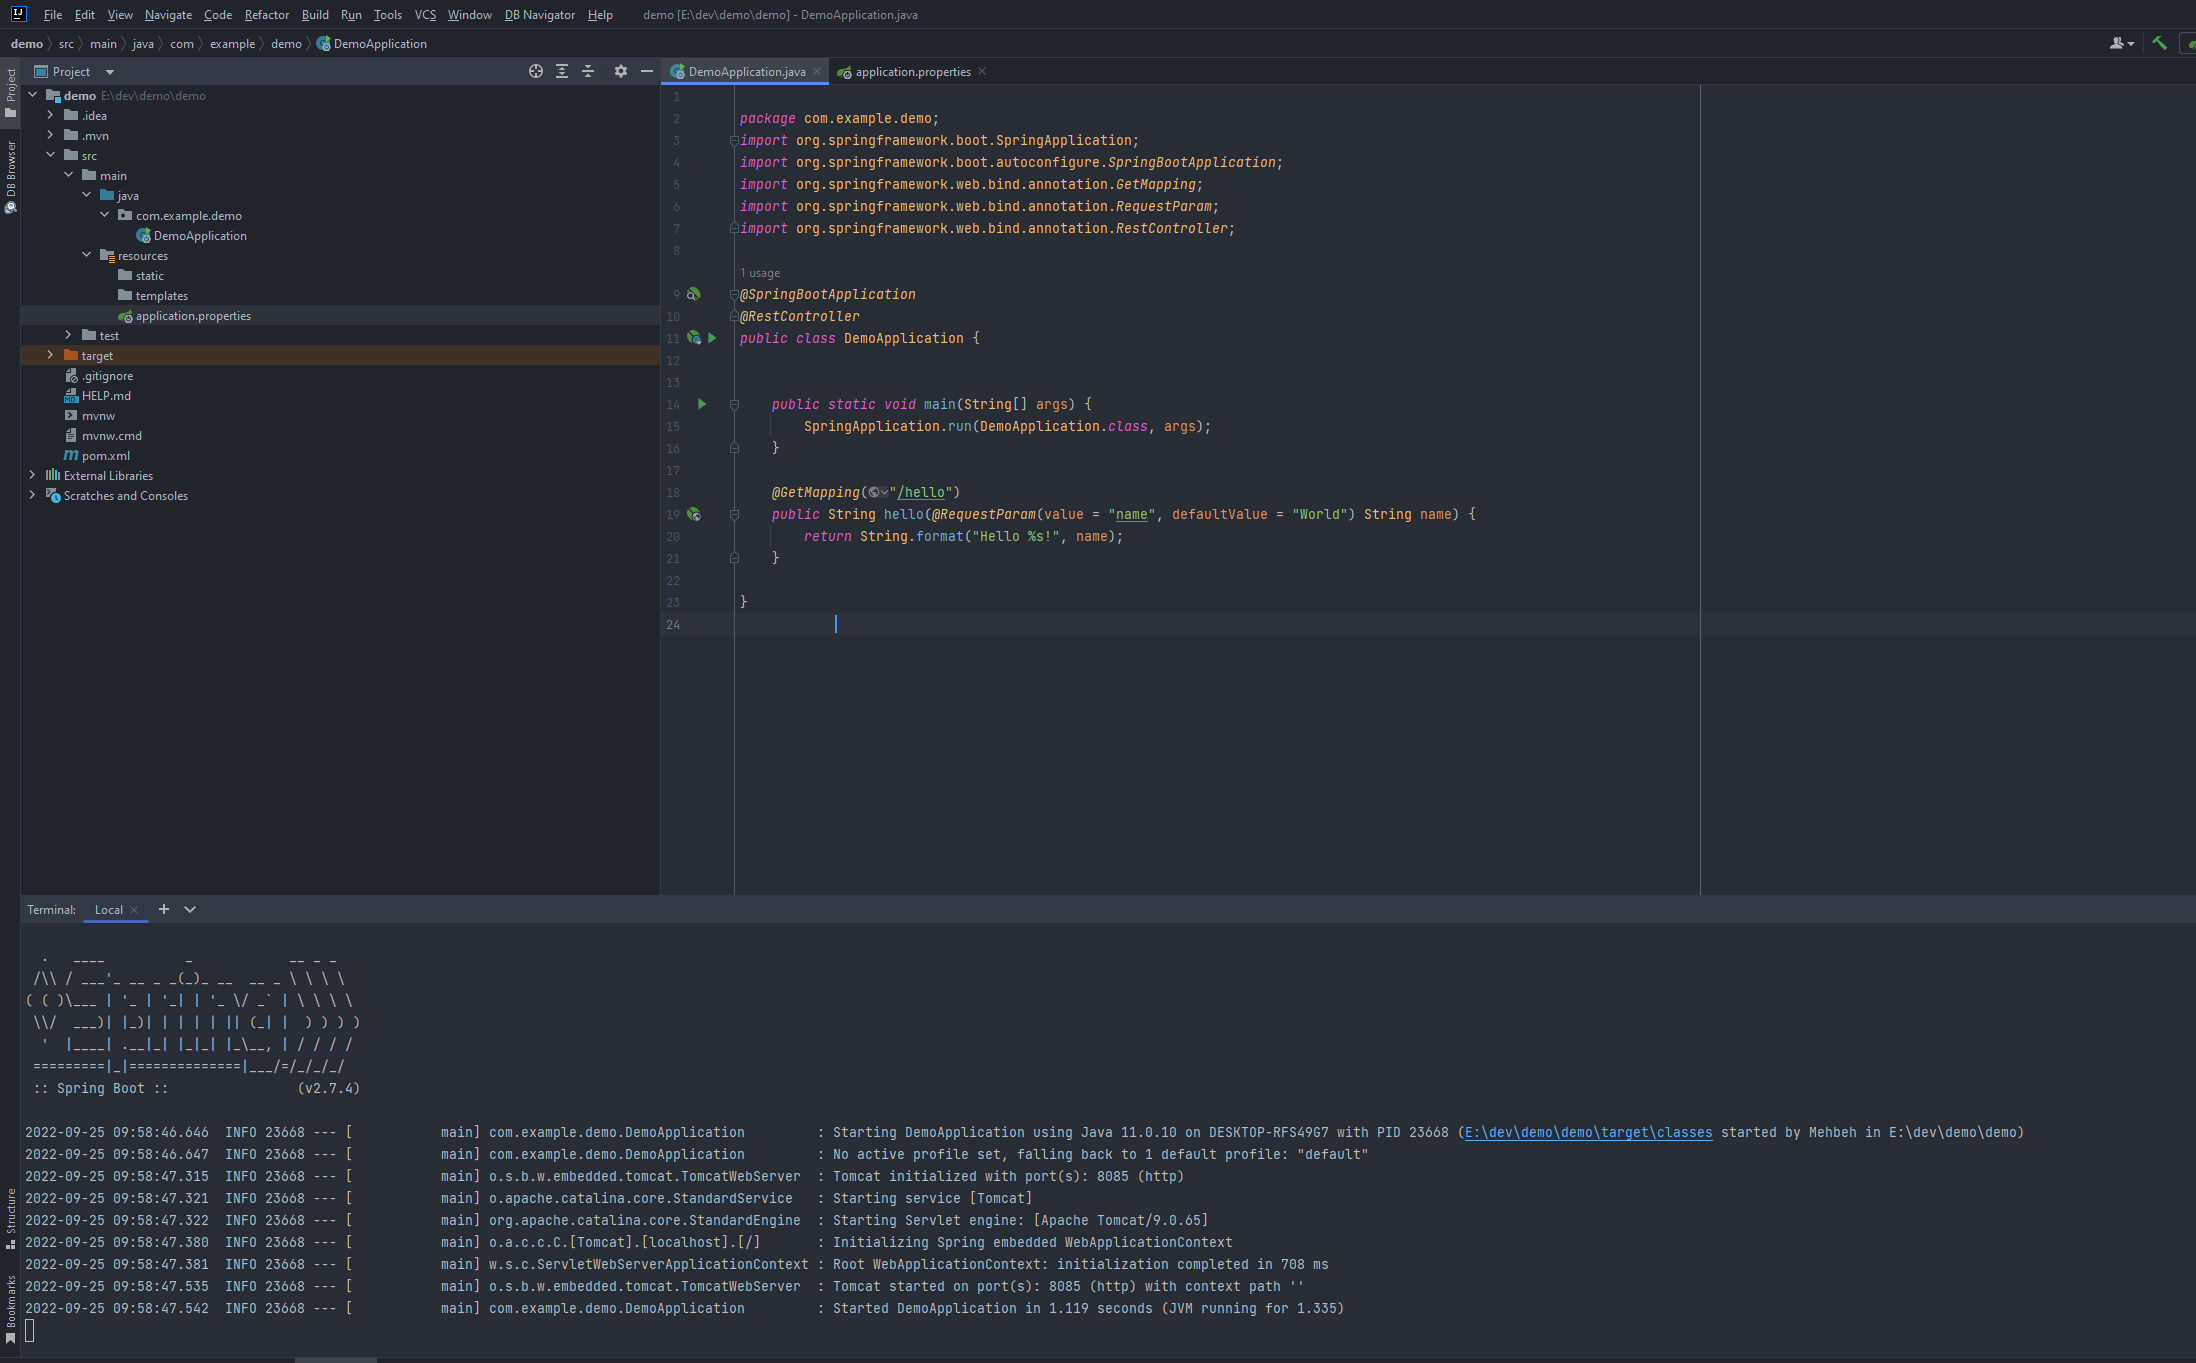 IJ File Edit View Navigate Code Refactor Build Run Tools VCS Window DB Navigator Help demo [E:\dev\demo\demo] - DemoApplication.java
demo src main java com example demo DemoApplication
Project
DB Browser
Structure
Bookmarks
Project
demo E:\dev\demo\demo
.idea
.mvn
src
main
java
com.example.demo
DemoApplication
resources
static
templates
application.properties
test
target
.gitignore
HELP.md
mvnw
mvnw.cmd
pom.xml
External Libraries
Scratches and Consoles
DemoApplication.java application.properties
1
2 package com.example.demo;
3 import org.springframework.boot.SpringApplication;
4 import org.springframework.boot.autoconfigure.SpringBootApplication;
5 import org.springframework.web.bind.annotation.GetMapping;
6 import org.springframework.web.bind.annotation.RequestParam;
7 import org.springframework.web.bind.annotation.RestController;
8
1 usage
9 @SpringBootApplication
10 @RestController
11 public class DemoApplication {
12
13
14 public static void main(String[] args) {
15 SpringApplication.run(DemoApplication.class, args);
16 }
17
18 @GetMapping("/hello")
19 public String hello(@RequestParam(value = "name", defaultValue = "World") String name) {
20 return String.format("Hello %s!", name);
21 }
22
23 }
24
Terminal: Local
  .   ____          _            __ _ _
 /\\ / ___'_ __ _ _(_)_ __  __ _ \ \ \ \
( ( )\___ | '_ | '_| | '_ \/ _` | \ \ \ \
 \\/  ___)| |_)| | | | | || (_| |  ) ) ) )
  '  |____| .__|_| |_|_| |_\__, | / / / /
 =========|_|==============|___/=/_/_/_/
 :: Spring Boot ::                (v2.7.4)
2022-09-25 09:58:46.646  INFO 23668 --- [           main] com.example.demo.DemoApplication         : Starting DemoApplication using Java 11.0.10 on DESKTOP-RFS49G7 with PID 23668 (E:\dev\demo\demo\target\classes started by Mehbeh in E:\dev\demo\demo)
2022-09-25 09:58:46.647  INFO 23668 --- [           main] com.example.demo.DemoApplication         : No active profile set, falling back to 1 default profile: "default"
2022-09-25 09:58:47.315  INFO 23668 --- [           main] o.s.b.w.embedded.tomcat.TomcatWebServer  : Tomcat initialized with port(s): 8085 (http)
2022-09-25 09:58:47.321  INFO 23668 --- [           main] o.apache.catalina.core.StandardService   : Starting service [Tomcat]
2022-09-25 09:58:47.322  INFO 23668 --- [           main] org.apache.catalina.core.StandardEngine  : Starting Servlet engine: [Apache Tomcat/9.0.65]
2022-09-25 09:58:47.380  INFO 23668 --- [           main] o.a.c.c.C.[Tomcat].[localhost].[/]       : Initializing Spring embedded WebApplicationContext
2022-09-25 09:58:47.381  INFO 23668 --- [           main] w.s.c.ServletWebServerApplicationContext : Root WebApplicationContext: initialization completed in 708 ms
2022-09-25 09:58:47.535  INFO 23668 --- [           main] o.s.b.w.embedded.tomcat.TomcatWebServer  : Tomcat started on port(s): 8085 (http) with context path ''
2022-09-25 09:58:47.542  INFO 23668 --- [           main] com.example.demo.DemoApplication         : Started DemoApplication in 1.119 seconds (JVM running for 1.335)